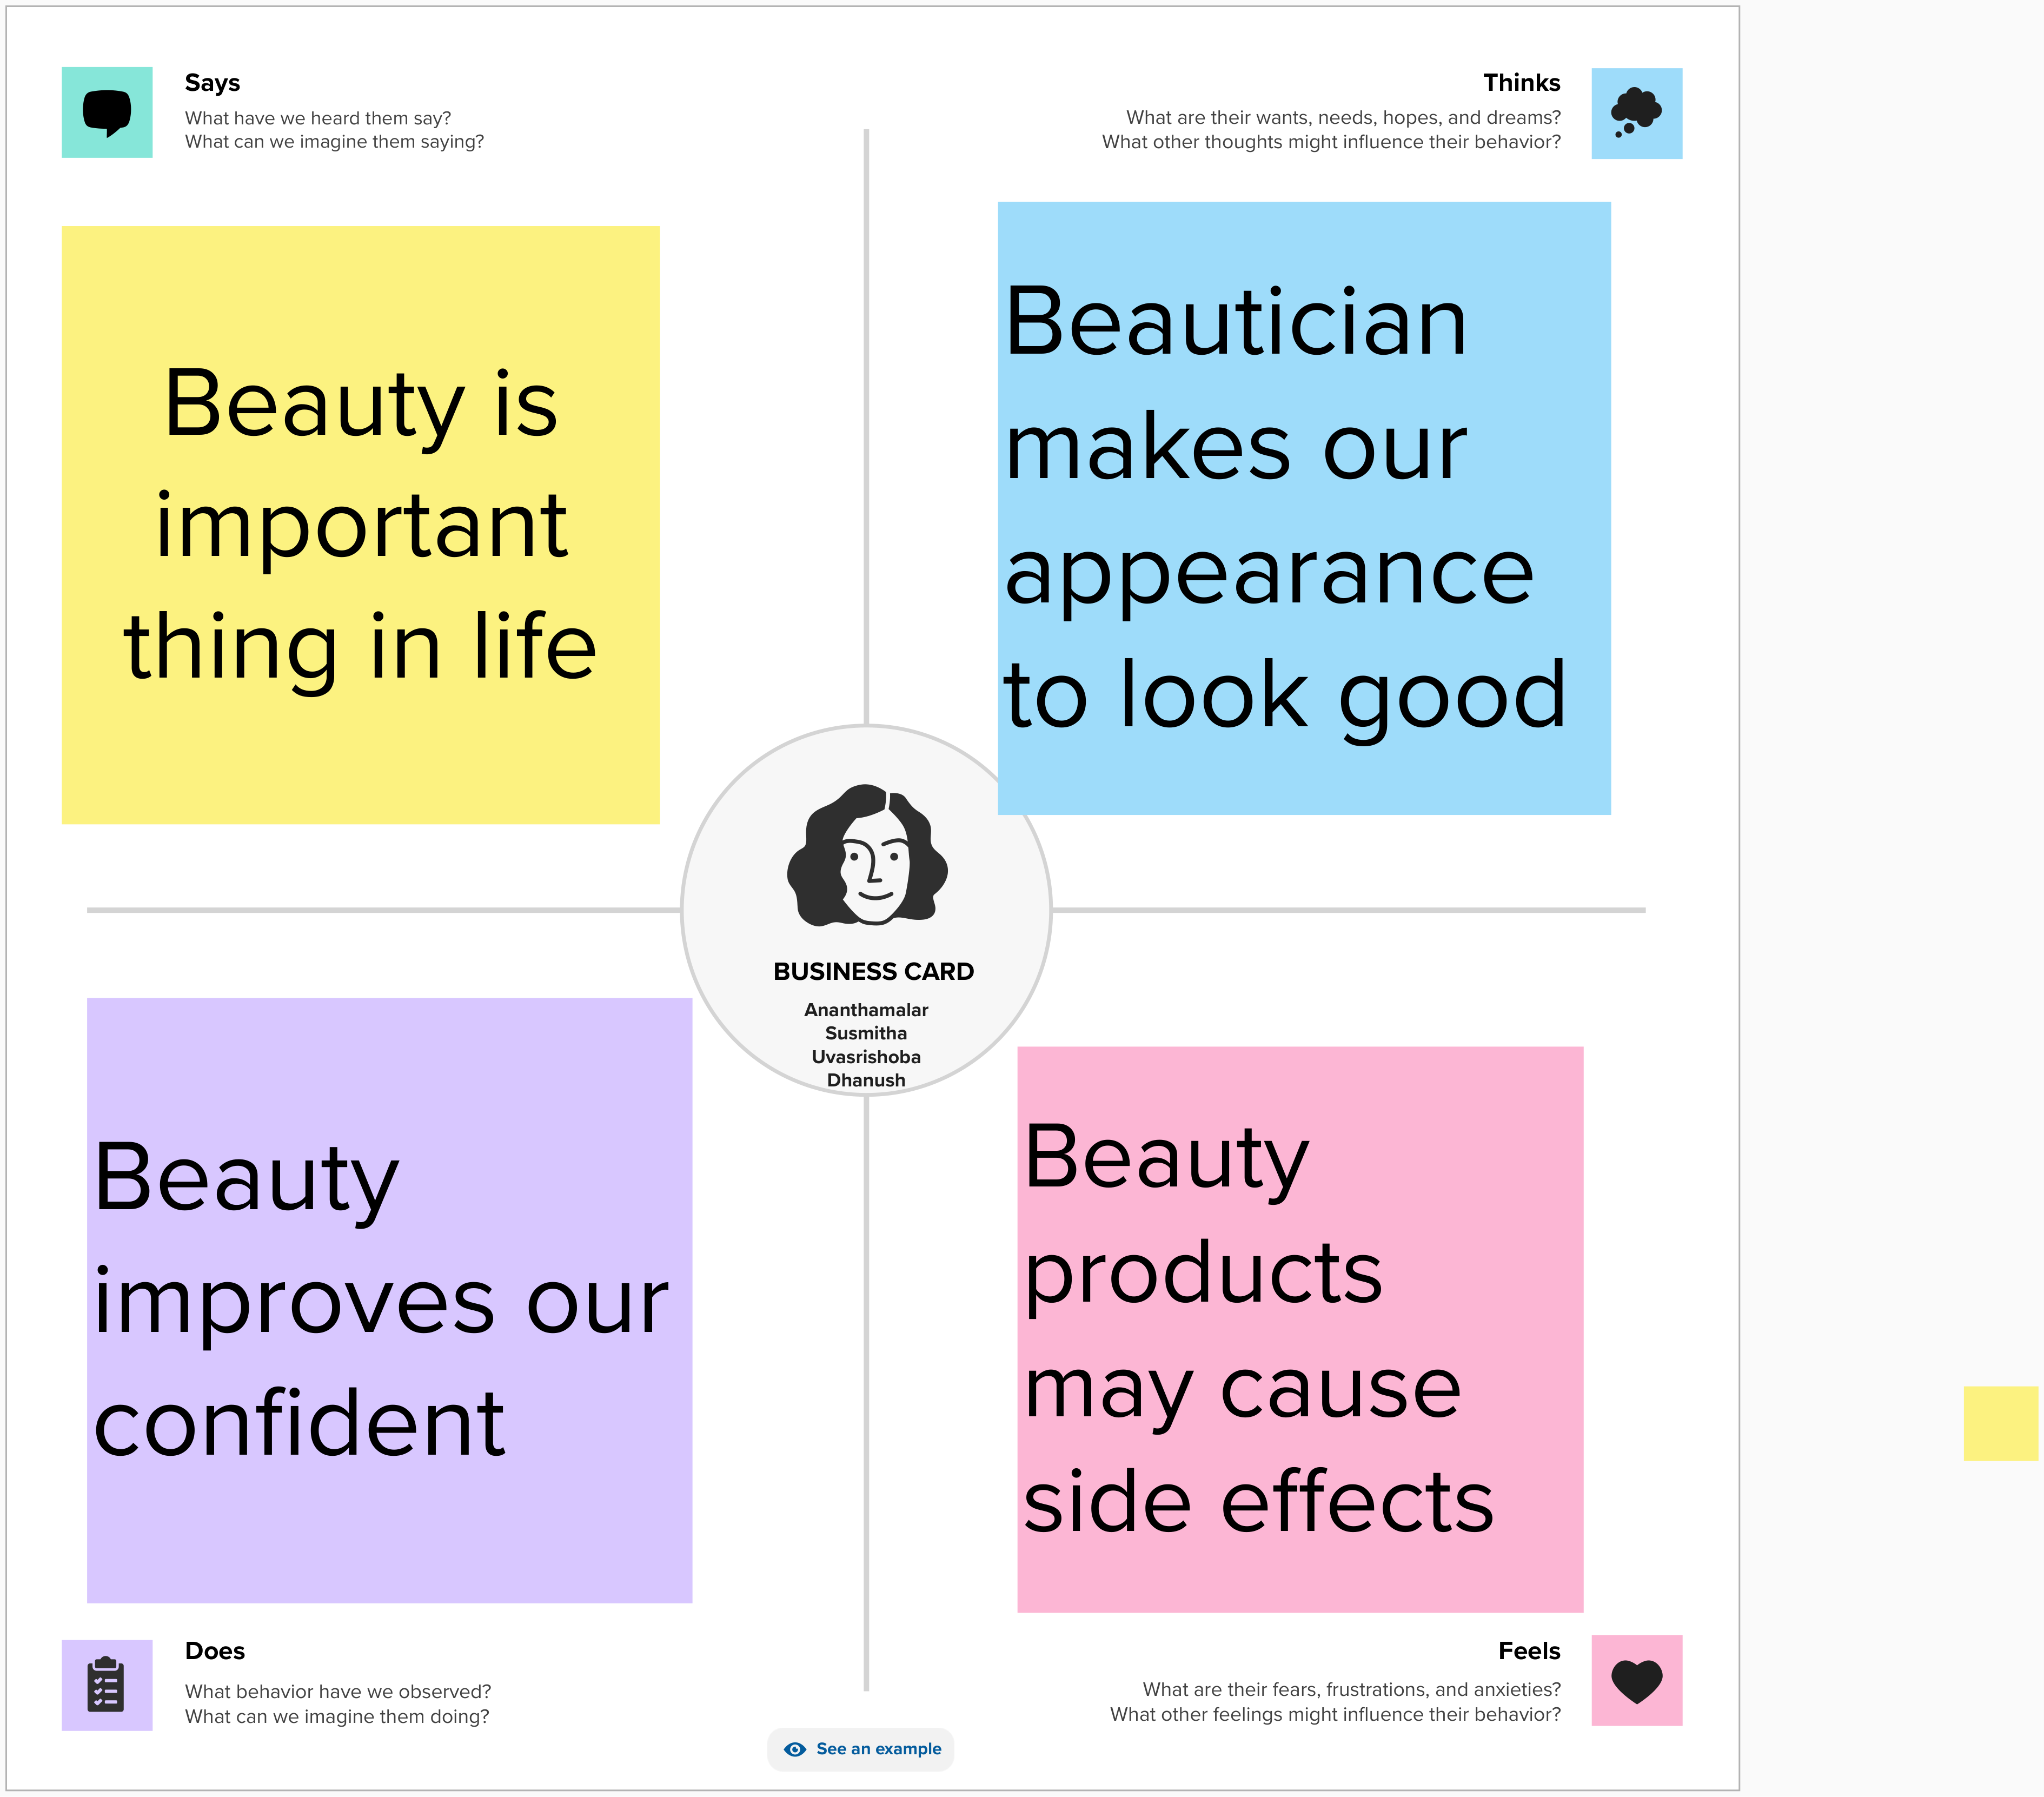 Says
What have we heard them say?
What can we imagine them saying?
Thinks
What are their wants, needs, hopes, and dreams?
What other thoughts might influence their behavior?
Beauty is
important
thing in life
Beautician
makes our
appearance
to look good
BUSINESS CARD
Ananthamalar
Susmitha
Uvasrishoba
Dhanush
Beauty
improves our
confident
Beauty
products
may cause
side effects
Does
What behavior have we observed?
What can we imagine them doing?
Feels
What are their fears, frustrations, and anxieties?
What other feelings might influence their behavior?
See an example